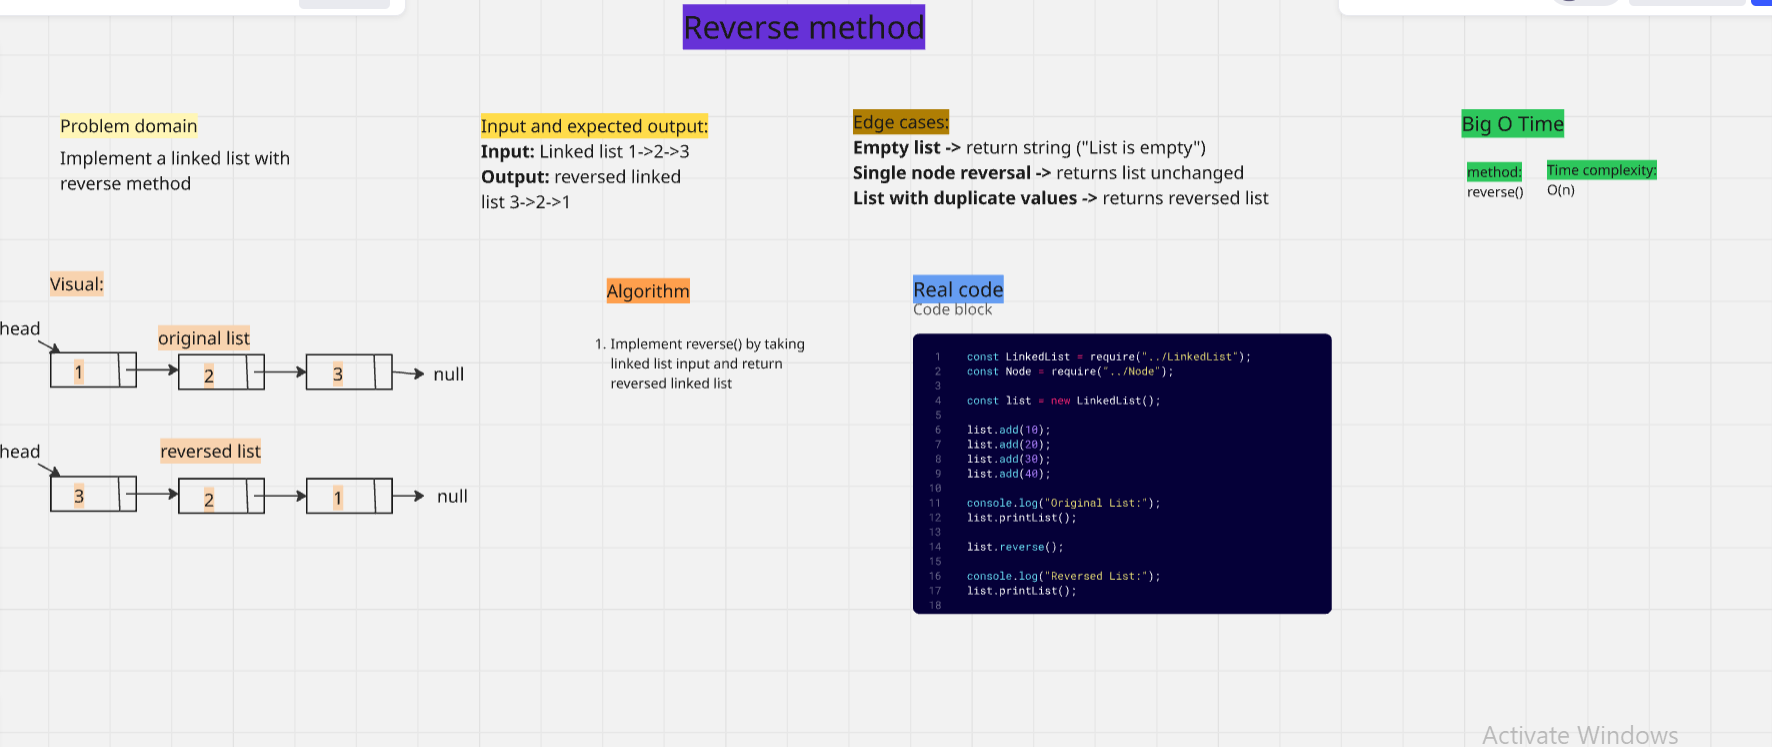 Reverse method
Problem domain
Implement a linked list with
reverse method
Input and expected output:
Input: Linked list 1->2->3
Output: reversed linked
list 3->2->1
Edge cases:
Empty list -> return string ("List is empty")
Single node reversal -> returns list unchanged
List with duplicate values -> returns reversed list
Big O Time
method:
reverse()
Time complexity:
O(n)
Visual:
head
original list
1
2
3
null
head
reversed list
3
2
1
null
Algorithm
1. Implement reverse() by taking
linked list input and return
reversed linked list
Real code
Code block
1 const LinkedList = require("../LinkedList");
2 const Node = require("../Node");
3
4 const list = new LinkedList();
5
6 list.add(10);
7 list.add(20);
8 list.add(30);
9 list.add(40);
10
11 console.log("Original List:");
12 list.printList();
13
14 list.reverse();
15
16 console.log("Reversed List:");
17 list.printList();
18
Activate Windows